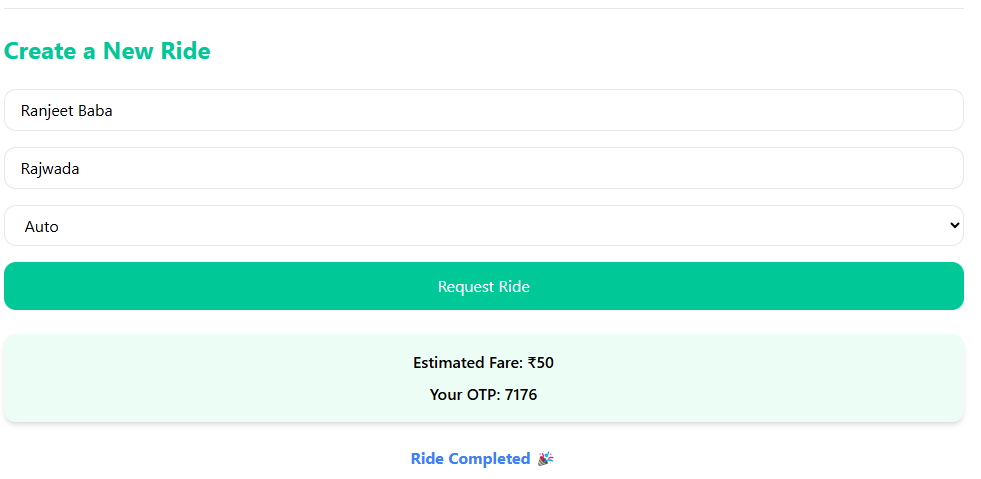 Create a New Ride
Ranjeet Baba
Rajwada
Auto
Request Ride
Estimated Fare: ₹50
Your OTP: 7176
Ride Completed 🎉